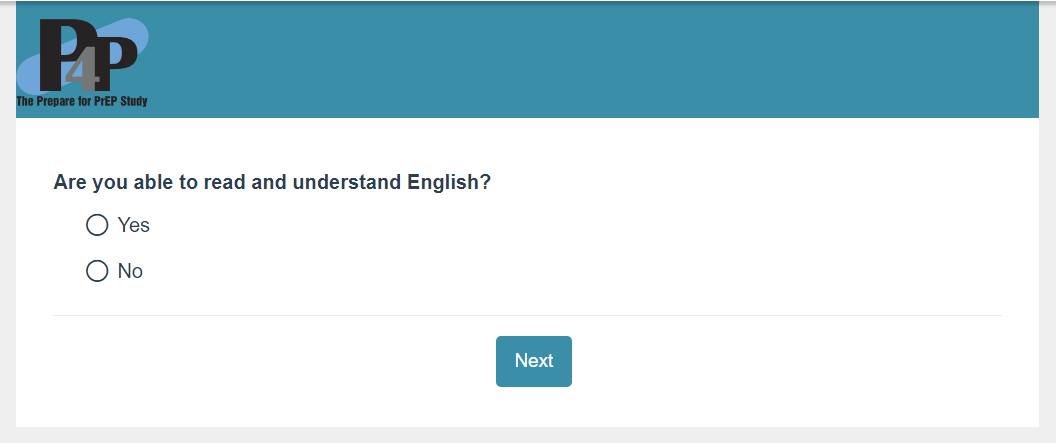 P4P
The Prepare for PrEP Study
Are you able to read and understand English?
Yes
No
Next